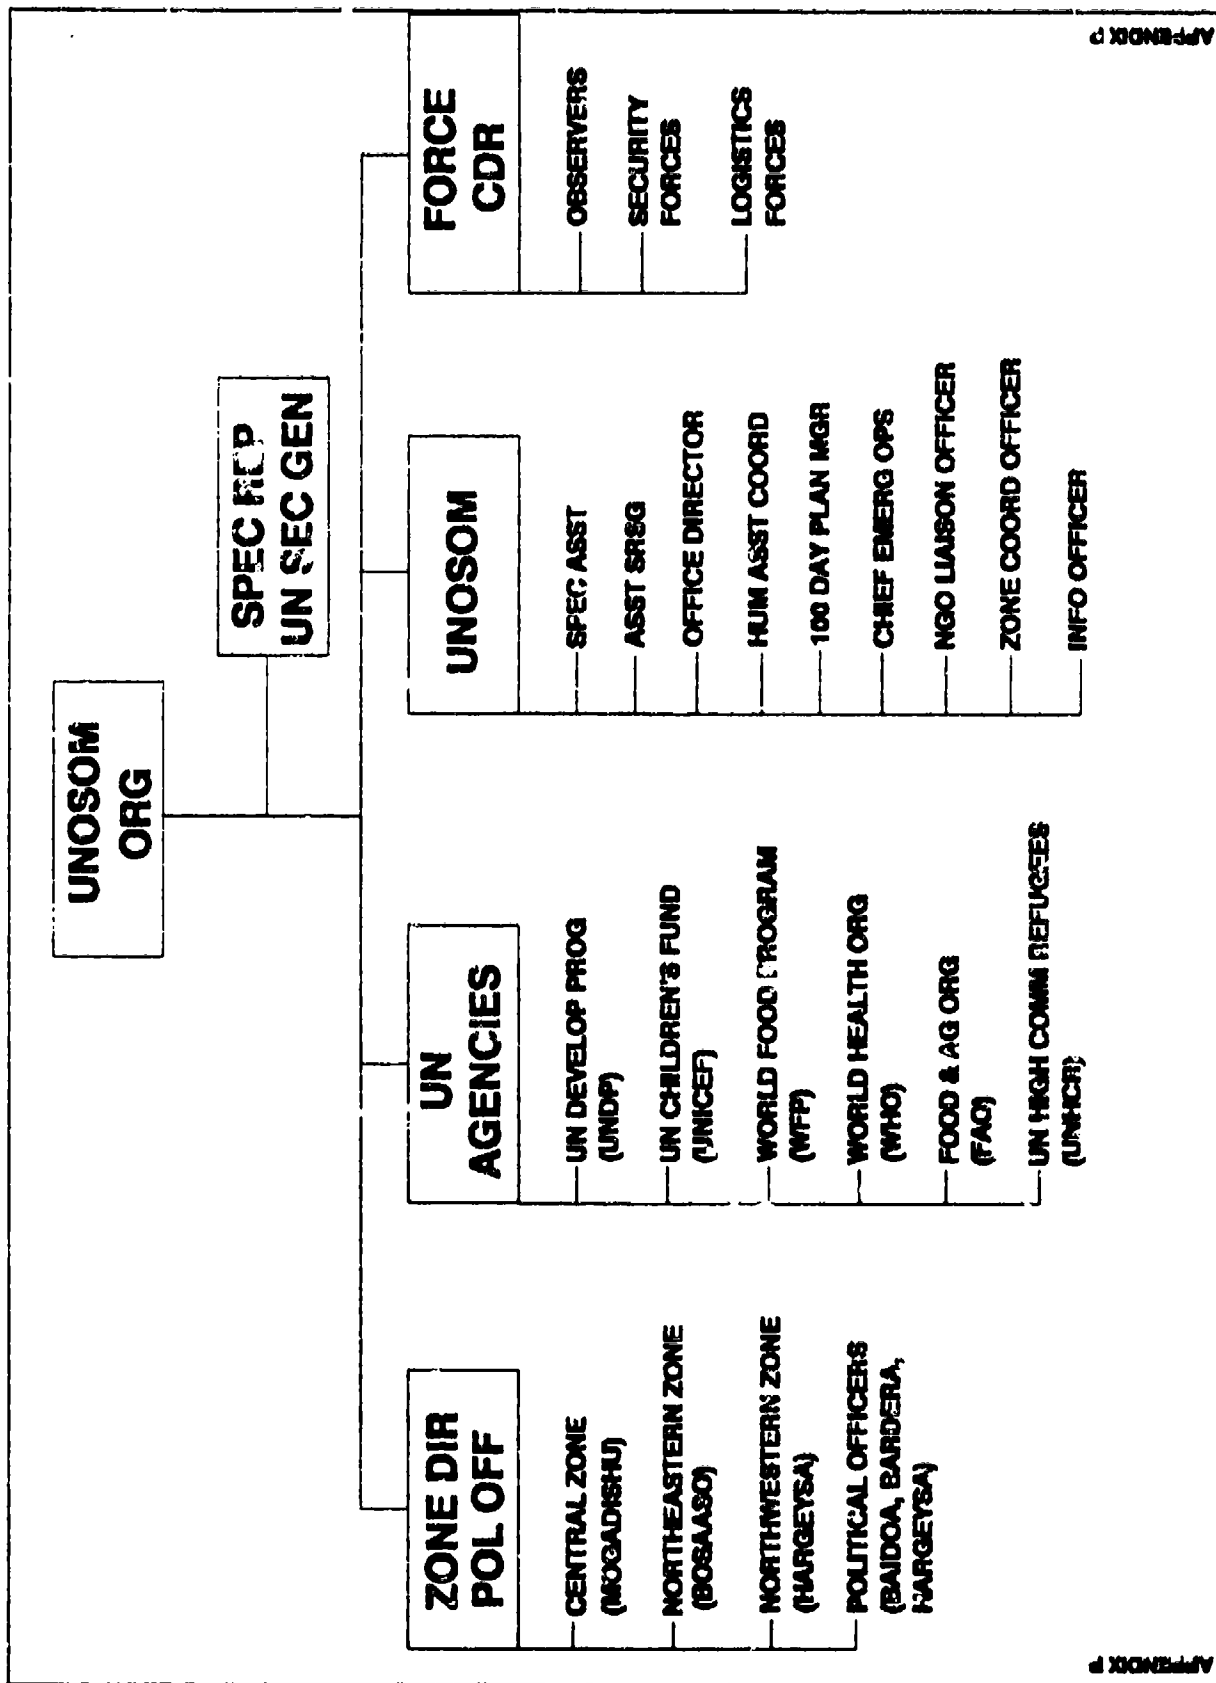 UNOSOM
ORG
SPEC REP
UN SEC GEN
ZONE DIR
POL OFF
CENTRAL ZONE
(MOGADISHU)
NORTHEASTERN ZONE
(BOSAASO)
NORTHWESTERN ZONE
(HARGEYSA)
POLITICAL OFFICERS
(BAIDOA, BARDERA,
HARGEYSA)
UN
AGENCIES
UN DEVELOP PROG
(UNDP)
UN CHILDREN'S FUND
(UNICEF)
WORLD FOOD PROGRAM
(WFP)
WORLD HEALTH ORG
(WHO)
FOOD & AG ORG
(FAO)
UN HIGH COMM REFUGEES
(UNHCR)
UNOSOM
SPEC ASST
ASST SRSG
OFFICE DIRECTOR
HUM ASST COORD
100 DAY PLAN MGR
CHIEF EMERG OPS
NGO LIAISON OFFICER
ZONE COORD OFFICER
INFO OFFICER
FORCE
CDR
OBSERVERS
SECURITY
FORCES
LOGISTICS
FORCES
APPENDIX P
APPENDIX P